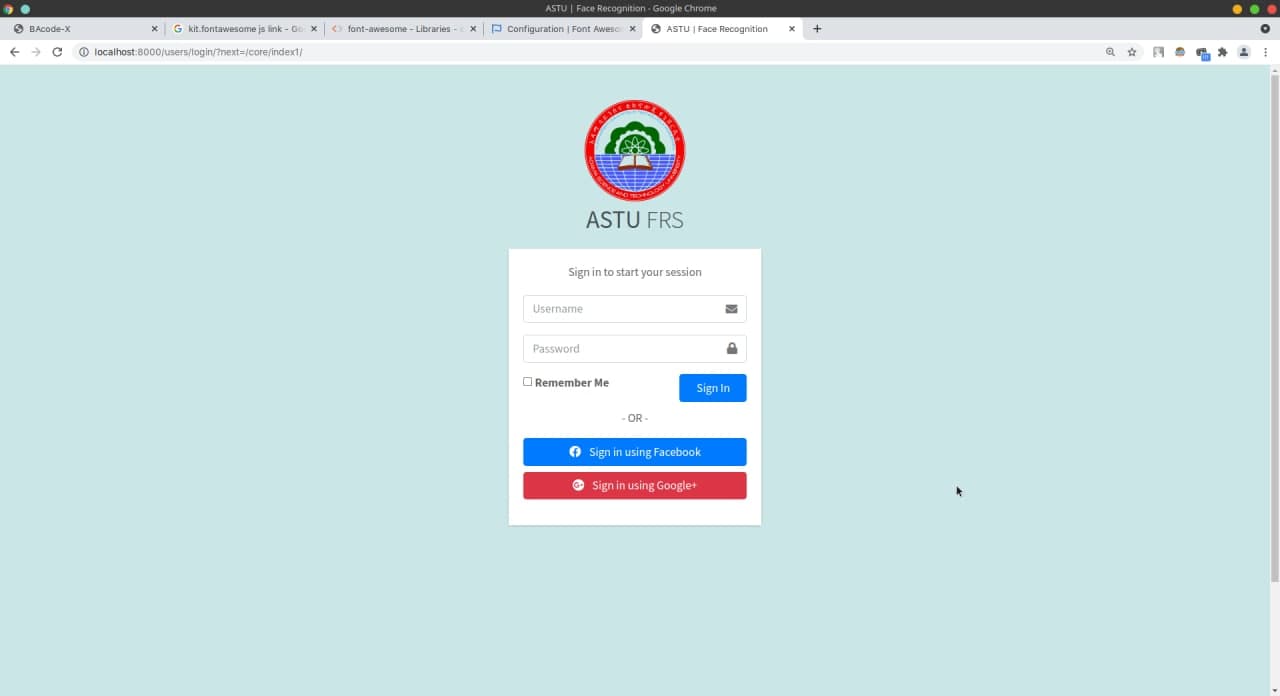 ASTU | Face Recognition - Google Chrome
BAcode-X
kit.fontawesome js link - Go
font-awesome - Libraries -
Configuration | Font Aweso
ASTU | Face Recognition
localhost:8000/users/login/?next=/core/index1/
ASTU FRS
Sign in to start your session
Username
Password
Remember Me
Sign In
- OR -
Sign in using Facebook
Sign in using Google+